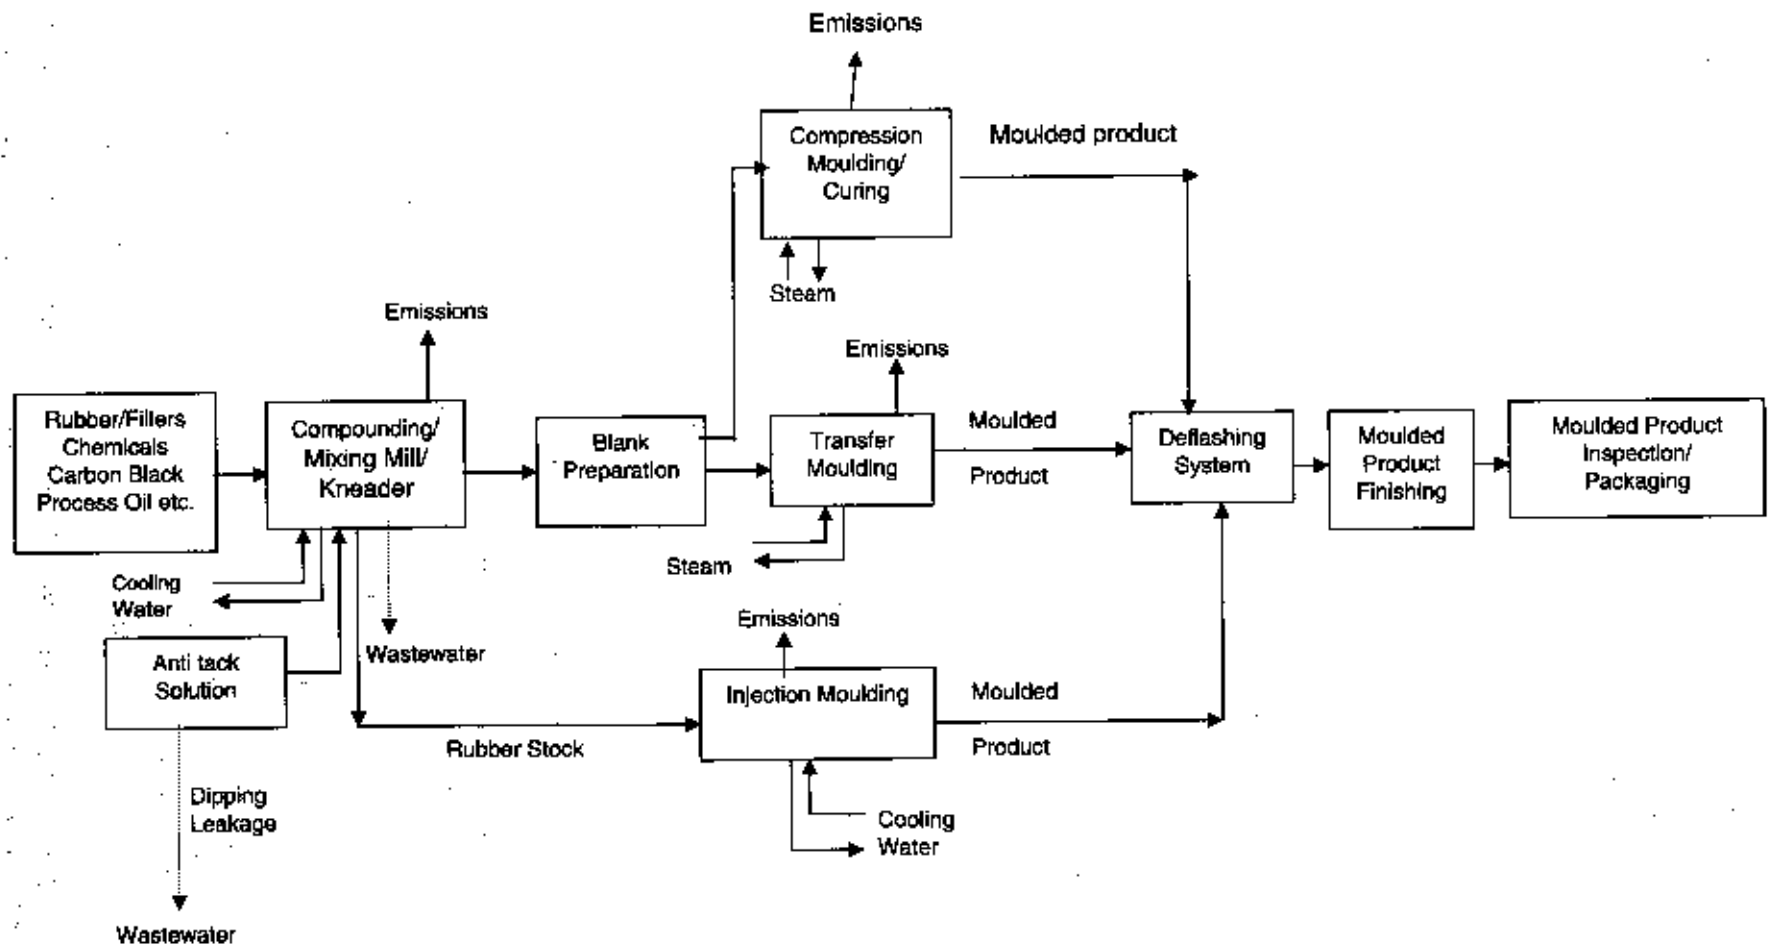 Emissions
Compression
Moulding/
Curing
Moulded product
Steam
Emissions
Emissions
Rubber/Fillers
Chemicals
Carbon Black
Process Oil etc.
Compounding/
Mixing Mill/
Kneader
Blank
Preparation
Transfer
Moulding
Moulded
Product
Deflashing
System
Moulded
Product
Finishing
Moulded Product
Inspection/
Packaging
Cooling
Water
Steam
Anti tack
Solution
Wastewater
Emissions
Injection Moulding
Moulded
Product
Rubber Stock
Dipping
Leakage
Cooling
Water
Wastewater